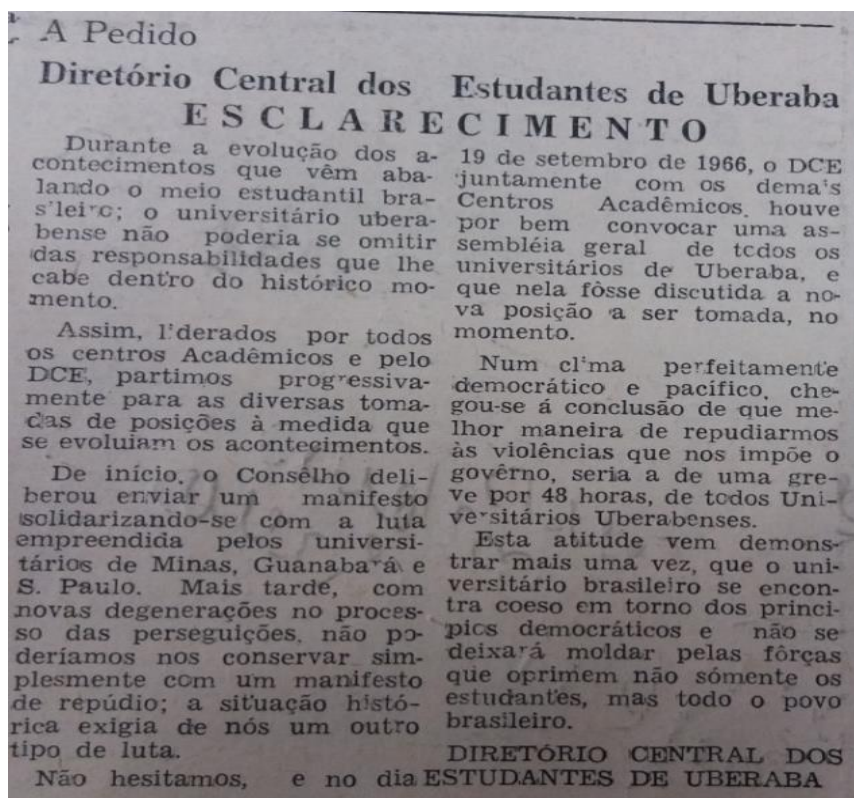 A Pedido
Diretório Central dos Estudantes de Uberaba
ESCLARECIMENTO
Durante a evolução dos a-
contecimentos que vêm aba-
lando o meio estudantil bra-
s'leiro; o universitário ubera-
bense não poderia se omitir
das responsabilidades que lhe
cabe dentro do histórico mo-
mento.
Assim, l'derados por todos
os centros Acadêmicos e pelo
DCE, partimos progressiva-
mente para as diversas toma-
das de posições à medida que
se evoluiam os acontecimentos.
De início, o Consêlho deli-
berou enviar um manifesto
solidarizando-se com a luta
empreendida pelos universi-
tários de Minas, Guanabará e
S. Paulo. Mais tarde, com
novas degenerações no proces-
so das perseguições, não po-
deríamos nos conservar sim-
plesmente com um manifesto
de repúdio; a situação histó-
rica exigia de nós um outro
tipo de luta.
Não hesitamos, e no dia
19 de setembro de 1966, o DCE
juntamente com os dema's
Centros Acadêmicos, houve
por bem convocar uma as-
sembléia geral de todos os
universitários de Uberaba, e
que nela fôsse discutida a no-
va posição a ser tomada, no
momento.
Num cl'ma perfeitamente
democrático e pacífico, che-
gou-se á conclusão de que me-
lhor maneira de repudiarmos
às violências que nos impõe o
govêrno, seria a de uma gre-
ve por 48 horas, de todos Uni-
versitários Uberabenses.
Esta atitude vem demons-
trar mais uma vez, que o uni-
versitário brasileiro se encon-
tra coeso em torno dos princi-
pios democráticos e não se
deixará moldar pelas fôrças
que oprimem não sómente os
estudantes, mas todo o povo
brasileiro.
DIRETÓRIO CENTRAL DOS
ESTUDANTES DE UBERABA